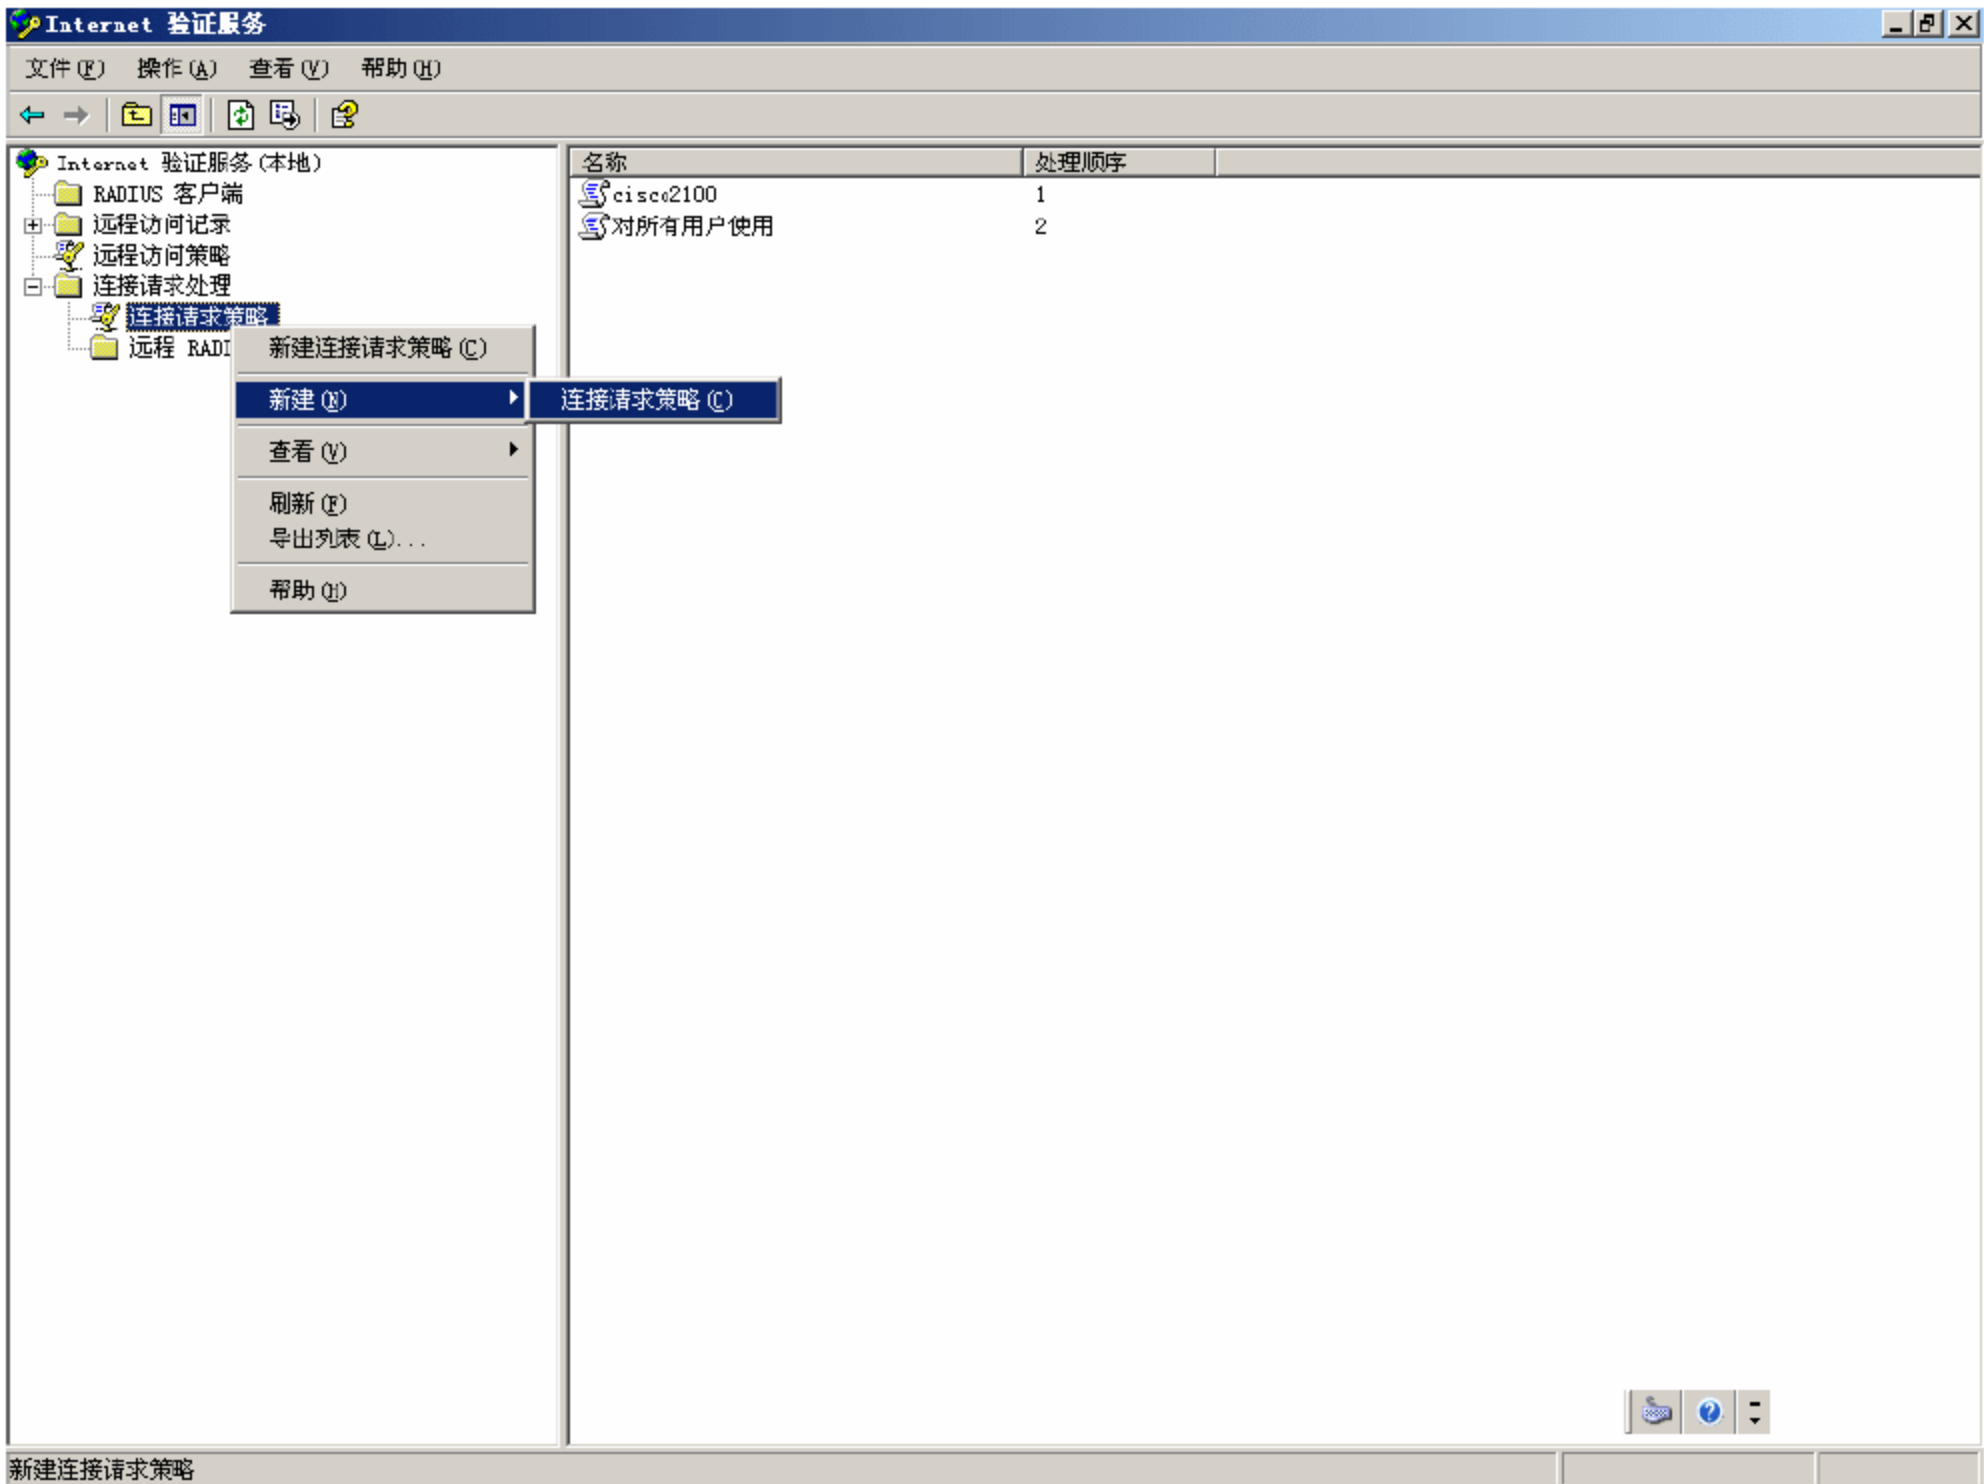 Internet 验证服务
文件(F) 操作(A) 查看(V) 帮助(H)
Internet 验证服务(本地)
RADIUS 客户端
远程访问记录
远程访问策略
连接请求处理
连接请求策略
远程 RADI
名称 处理顺序
cisco2100 1
对所有用户使用 2
新建连接请求策略(C)
新建(N)
连接请求策略(C)
查看(V)
刷新(F)
导出列表(L)...
帮助(H)
新建连接请求策略